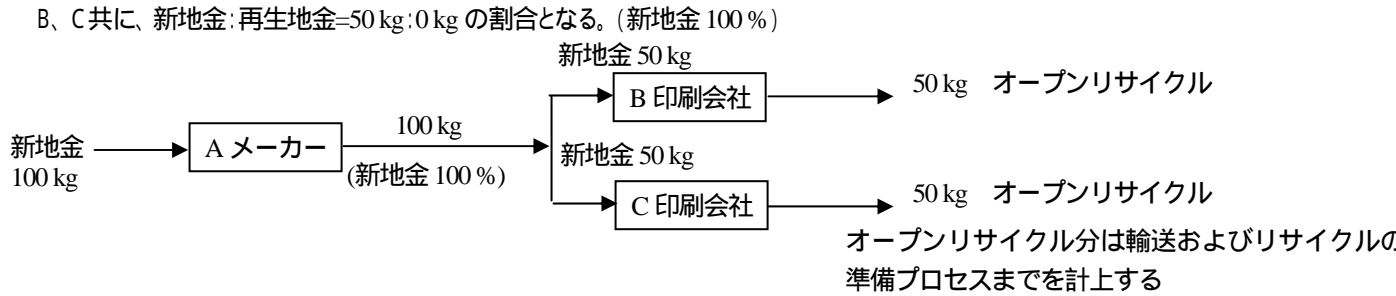 B、C共に、新地金:再生地金=50 kg:0 kg の割合となる。(新地金 100 %)
新地金 50 kg
B 印刷会社
50 kg オープンリサイクル
新地金
100 kg
A メーカー
100 kg
(新地金 100 %)
新地金 50 kg
C 印刷会社
50 kg オープンリサイクル
オープンリサイクル分は輸送およびリサイクルの
準備プロセスまでを計上する